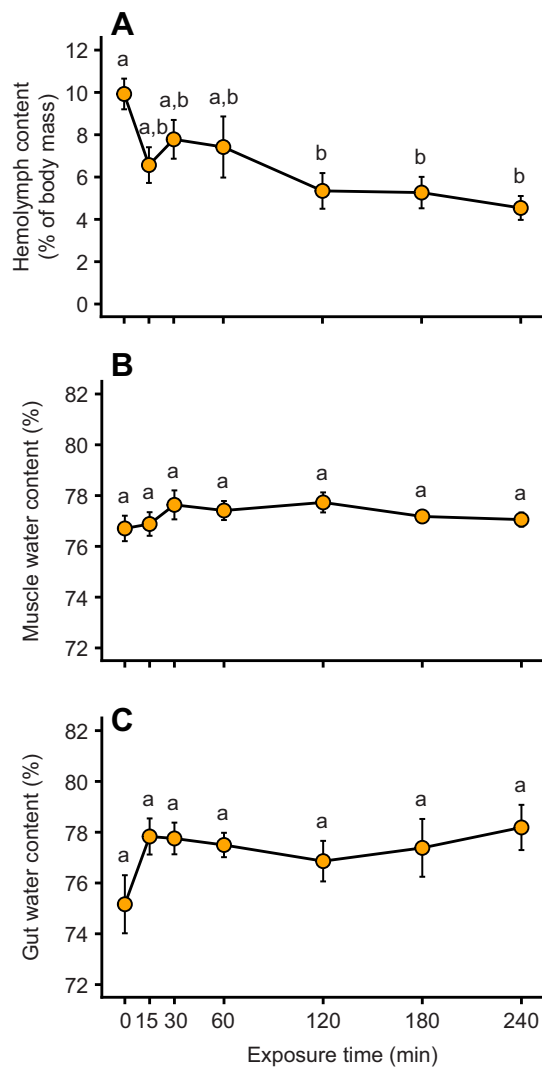 A
Hemolymph content
(% of body mass)
12
10
8
6
4
2
0
a
a,b
a,b
a,b
b
b
b
B
Muscle water content (%)
82
80
78
76
74
72
a
a
a
a
a
a
a
C
Gut water content (%)
82
80
78
76
74
72
a
a
a
a
a
a
a
0 15 30 60 120 180 240
Exposure time (min)